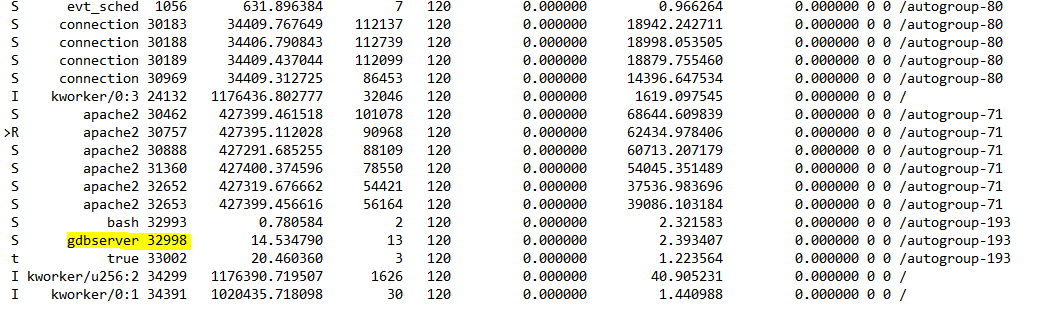 S evt_sched 1056 631.896384 7 120 0.000000 0.966264 0.000000 0 0 /autogroup-80
S connection 30183 34409.767649 112137 120 0.000000 18942.242711 0.000000 0 0 /autogroup-80
S connection 30188 34406.790843 112739 120 0.000000 18998.053505 0.000000 0 0 /autogroup-80
S connection 30189 34409.437044 112099 120 0.000000 18879.755460 0.000000 0 0 /autogroup-80
S connection 30969 34409.312725 86453 120 0.000000 14396.647534 0.000000 0 0 /autogroup-80
I kworker/0:3 24132 1176436.802777 32046 120 0.000000 1619.097545 0.000000 0 0 /
S apache2 30462 427399.461518 101078 120 0.000000 68644.609839 0.000000 0 0 /autogroup-71
>R apache2 30757 427395.112028 90968 120 0.000000 62434.978406 0.000000 0 0 /autogroup-71
S apache2 30888 427291.685255 88109 120 0.000000 60713.207179 0.000000 0 0 /autogroup-71
S apache2 31360 427400.374596 78550 120 0.000000 54045.351489 0.000000 0 0 /autogroup-71
S apache2 32652 427319.676662 54421 120 0.000000 37536.983696 0.000000 0 0 /autogroup-71
S apache2 32653 427399.456616 56164 120 0.000000 39086.103184 0.000000 0 0 /autogroup-71
S bash 32993 0.780584 2 120 0.000000 2.321583 0.000000 0 0 /autogroup-193
S gdbserver 32998 14.534790 13 120 0.000000 2.393407 0.000000 0 0 /autogroup-193
t true 33002 20.460360 3 120 0.000000 1.223564 0.000000 0 0 /autogroup-193
I kworker/u256:2 34299 1176390.719507 1626 120 0.000000 40.905231 0.000000 0 0 /
I kworker/0:1 34391 1020435.718098 30 120 0.000000 1.440988 0.000000 0 0 /